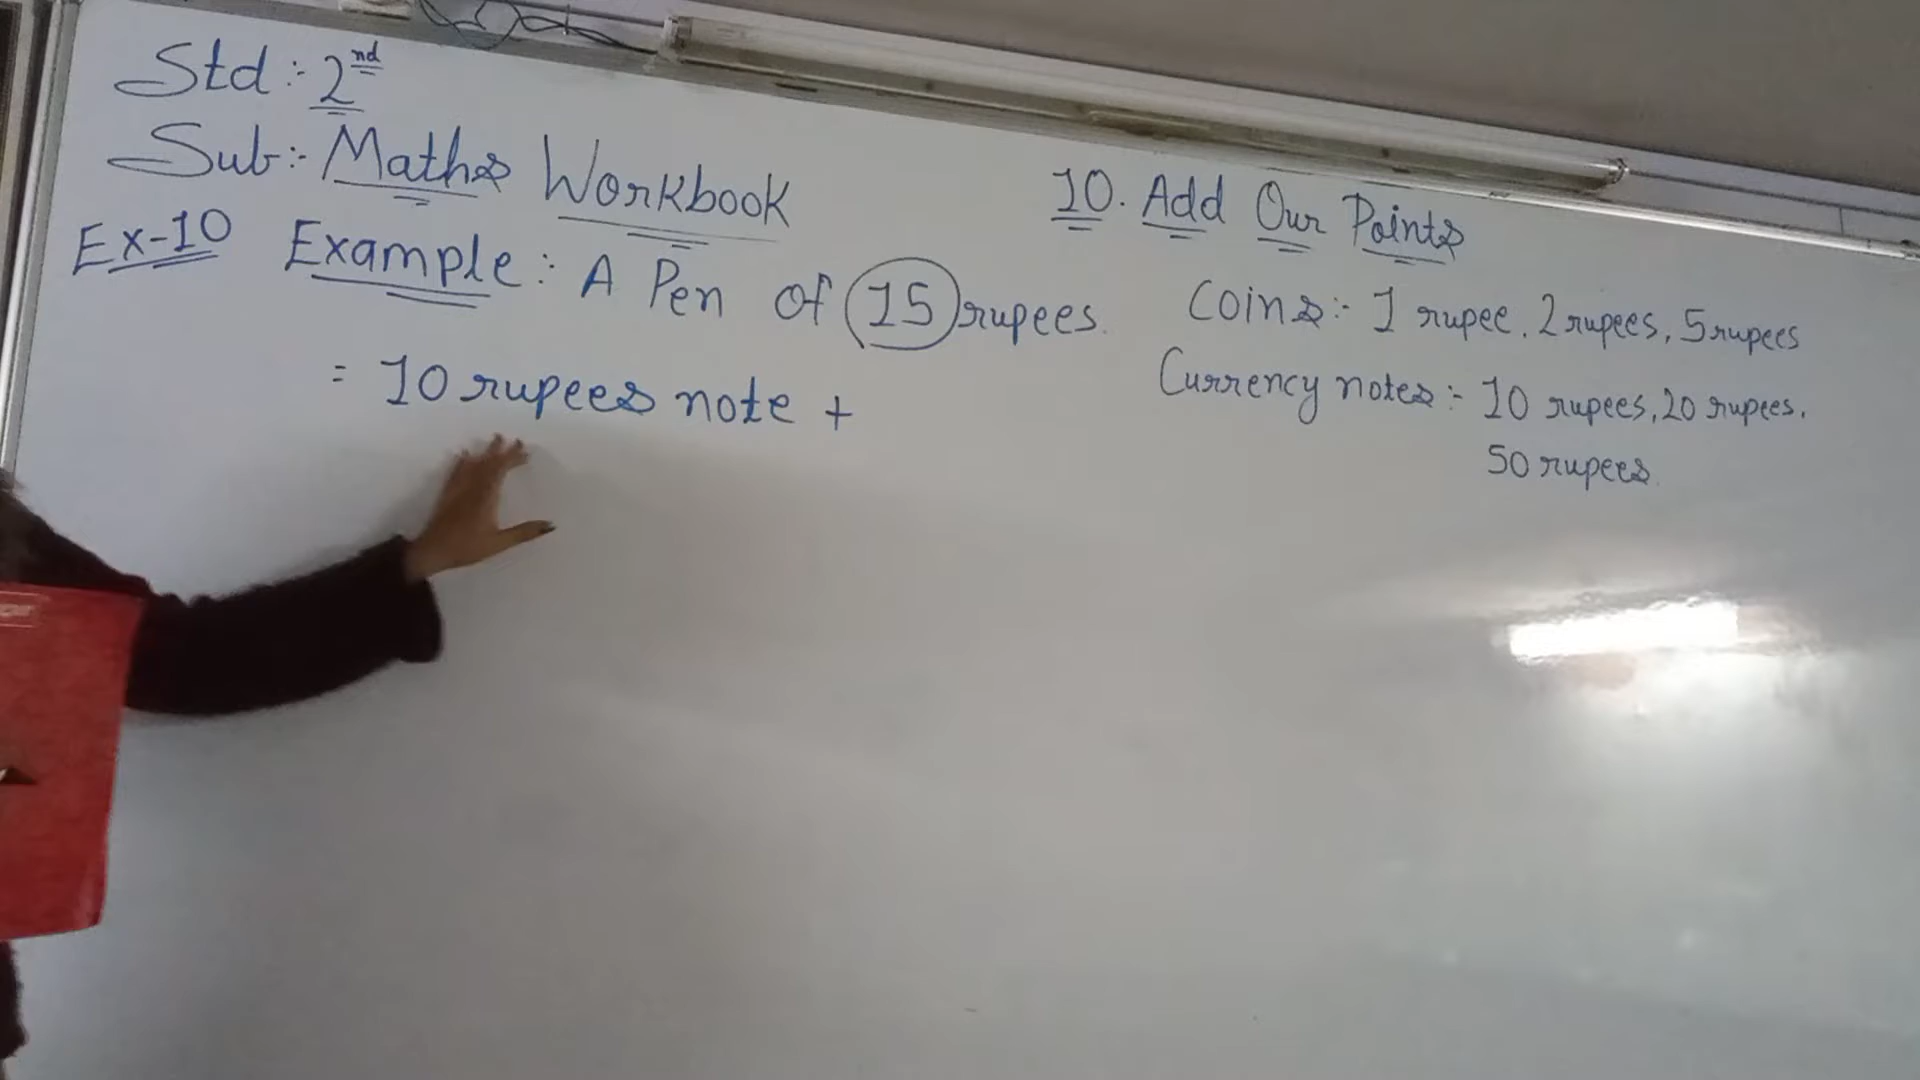 Std :- 2nd
Sub :- Maths Workbook
Ex-10 Example : A Pen of 15 rupees.
= 10 rupees note +
10. Add Our Points
Coins :- 1 rupee, 2 rupees, 5 rupees
Currency notes :- 10 rupees, 20 rupees,
50 rupees.